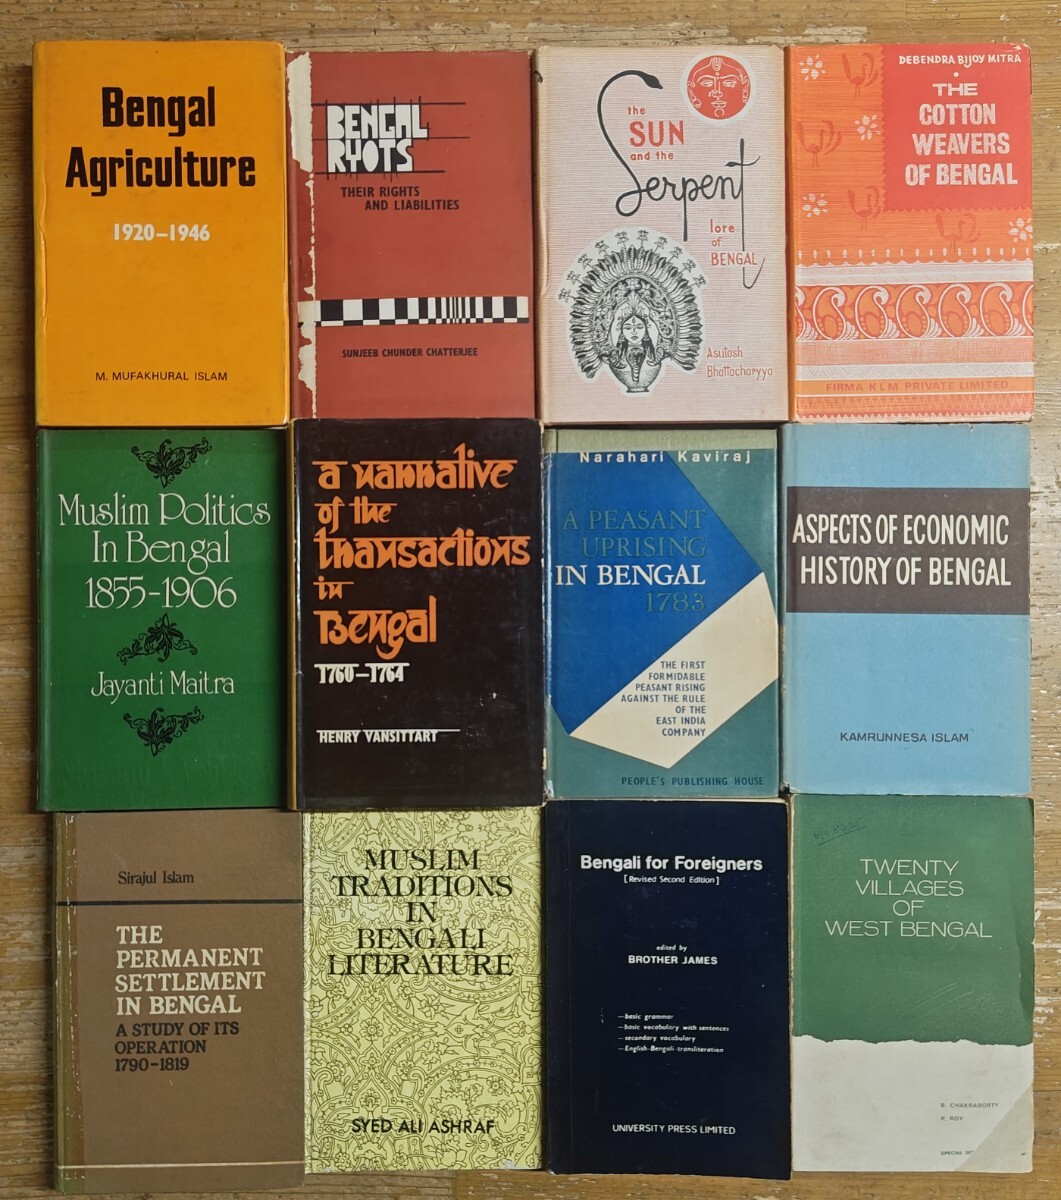 Bengal
Agriculture
1920–1946
M. MUFAKHURAL ISLAM
BENGAL
RYOTS
THEIR RIGHTS
AND LIABILITIES
SUNJEEB CHUNDER CHATTERJEE
the
SUN
and the
Serpent
lore
of
BENGAL
Asutosh
Bhattacharyya
DEBENDRA BIJOY MITRA
THE
COTTON
WEAVERS
OF BENGAL
FIRMA KLM PRIVATE LIMITED
Muslim Politics
In Bengal
1855-1906
Jayanti Maitra
a narrative
of the
transactions
in
Bengal
1760–1764
HENRY VANSITTART
Narahari Kaviraj
A PEASANT
UPRISING
IN BENGAL
1783
THE FIRST
FORMIDABLE
PEASANT RISING
AGAINST THE RULE
OF THE
EAST INDIA
COMPANY
PEOPLE'S PUBLISHING HOUSE
ASPECTS OF ECONOMIC
HISTORY OF BENGAL
KAMRUNNESA ISLAM
Sirajul Islam
THE
PERMANENT
SETTLEMENT
IN BENGAL
A STUDY OF ITS
OPERATION
1790–1819
MUSLIM
TRADITIONS
IN
BENGALI
LITERATURE
SYED ALI ASHRAF
Bengali for Foreigners
[Revised Second Edition]
edited by
BROTHER JAMES
—basic grammar
—basic vocabulary with sentences
—secondary vocabulary
—English-Bengali-transliteration
UNIVERSITY PRESS LIMITED
TWENTY
VILLAGES
OF
WEST BENGAL
B. CHAKRABORTY
P. ROY
SPECIAL